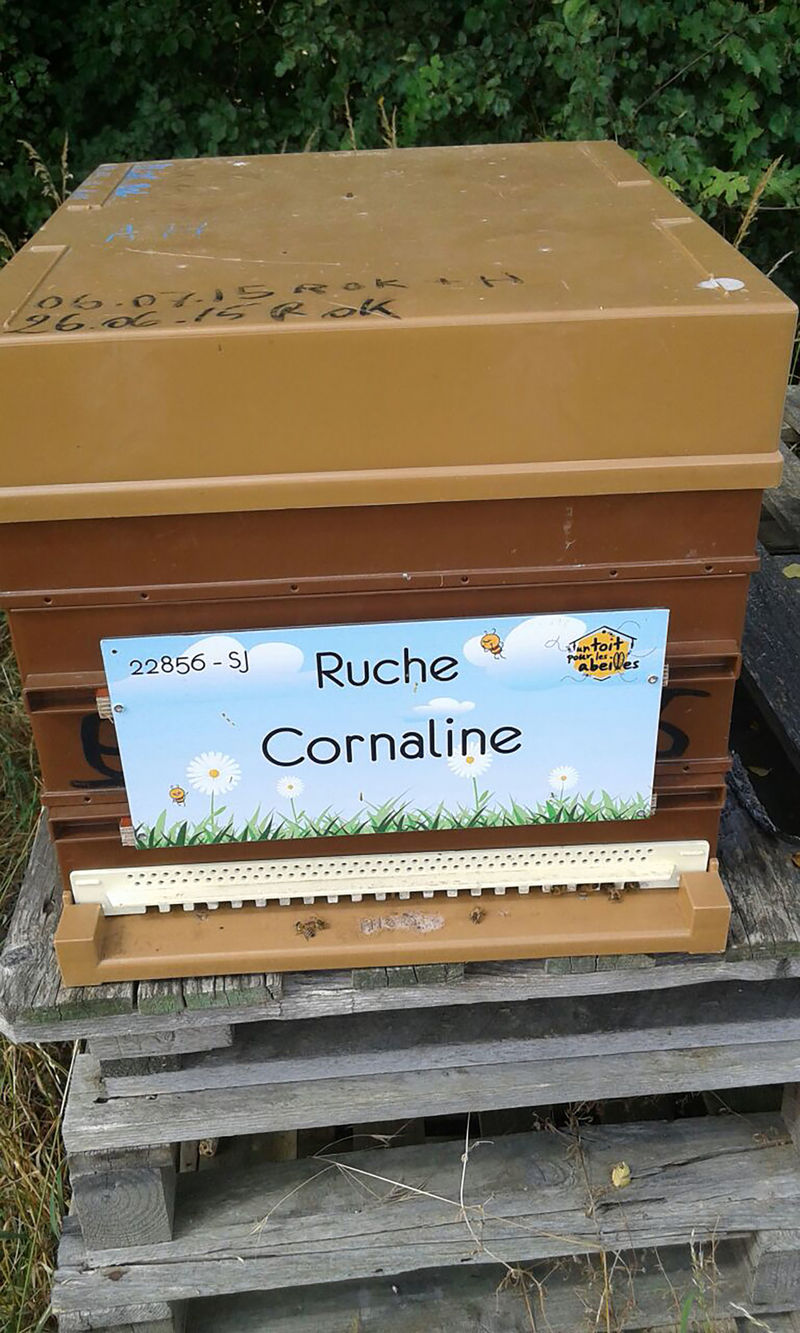 06.07.15 R OK + H
26.06.15 R OK
22856 - SJ
Ruche
Cornaline
un toit
pour les
abeilles